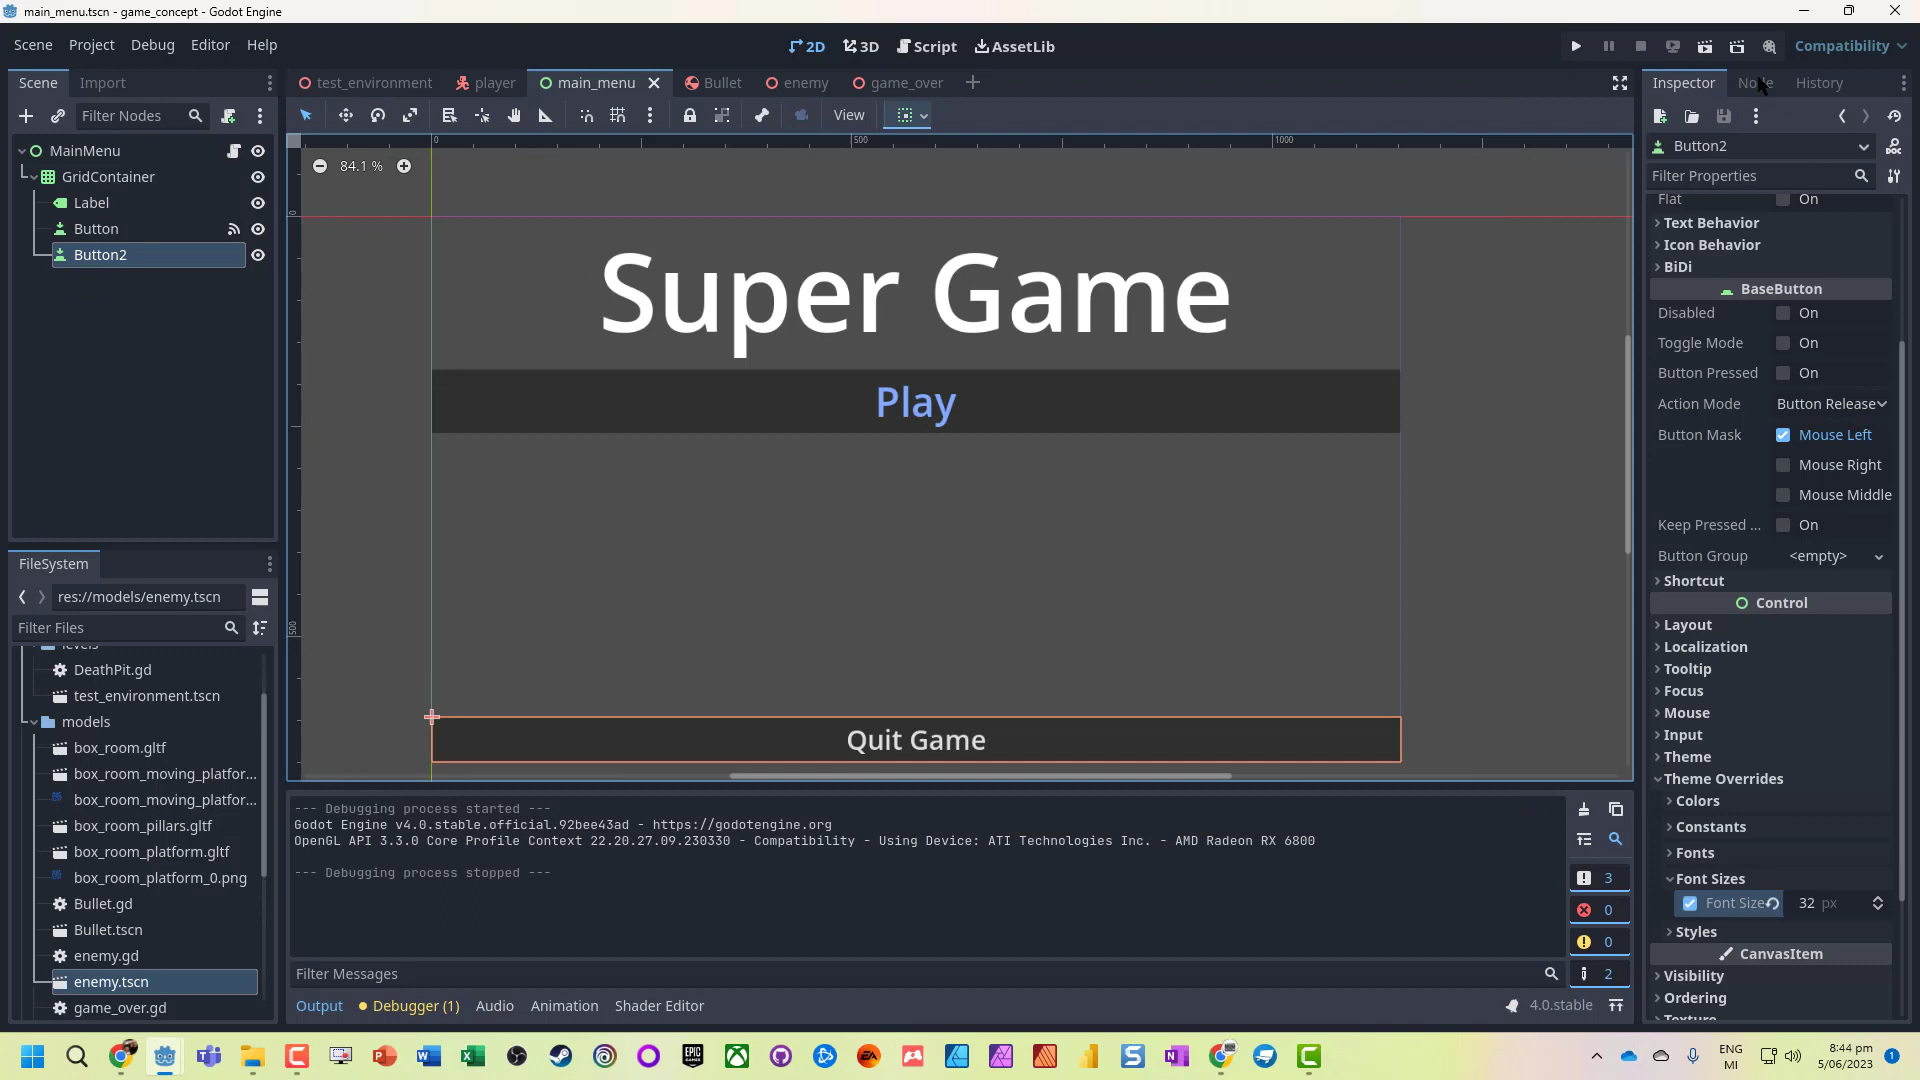 main_menu.tscn - game_concept - Godot Engine
Scene Project Debug Editor Help
2D 3D Script AssetLib
Compatibility
Scene Import
test_environment player main_menu Bullet enemy game_over
Inspector Node History
Filter Nodes
View
Button2
Filter Properties
MainMenu
GridContainer
Label
Button
Button2
84.1 %
0 500 1000
0
500
Super Game
Play
Quit Game
Flat On
Text Behavior
Icon Behavior
BiDi
BaseButton
Disabled On
Toggle Mode On
Button Pressed On
Action Mode Button Release
Button Mask Mouse Left
Mouse Right
Mouse Middle
Keep Pressed ... On
Button Group <empty>
Shortcut
Control
Layout
Localization
Tooltip
Focus
Mouse
Input
Theme
Theme Overrides
Colors
Constants
Fonts
Font Sizes
Font Size 32 px
Styles
CanvasItem
Visibility
Ordering
Texture
FileSystem
res://models/enemy.tscn
Filter Files
levels
DeathPit.gd
test_environment.tscn
models
box_room.gltf
box_room_moving_platfor...
box_room_moving_platfor...
box_room_pillars.gltf
box_room_platform.gltf
box_room_platform_0.png
Bullet.gd
Bullet.tscn
enemy.gd
enemy.tscn
game_over.gd
--- Debugging process started ---
Godot Engine v4.0.stable.official.92bee43ad - https://godotengine.org
OpenGL API 3.3.0 Core Profile Context 22.20.27.09.230330 - Compatibility - Using Device: ATI Technologies Inc. - AMD Radeon RX 6800
--- Debugging process stopped ---
3
0
0
2
Filter Messages
Output Debugger (1) Audio Animation Shader Editor
4.0.stable
ENG
MI
8:44 pm
5/06/2023
1